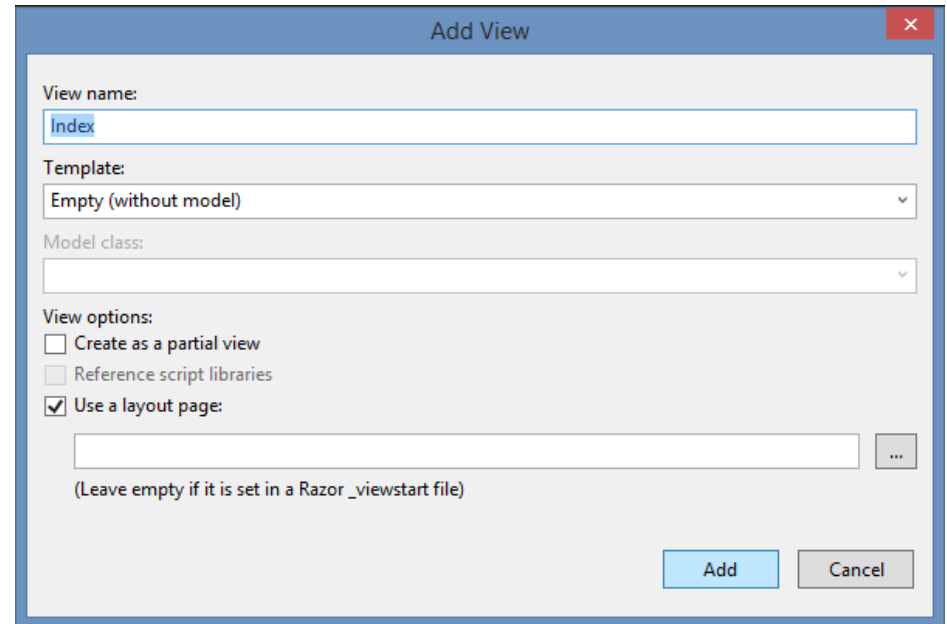 Add View
View name:
Index
Template:
Empty (without model)
Model class:
View options:
Create as a partial view
Reference script libraries
Use a layout page:
...
(Leave empty if it is set in a Razor _viewstart file)
Add
Cancel